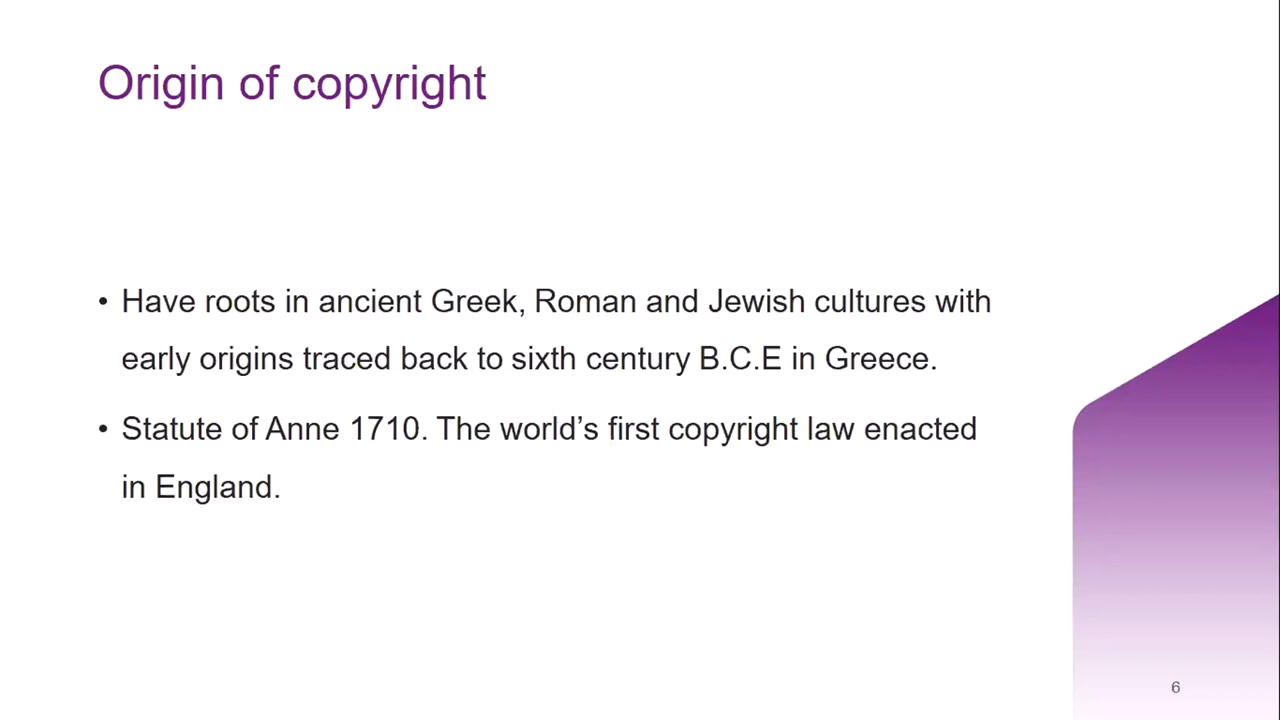 Origin of copyright
• Have roots in ancient Greek, Roman and Jewish cultures with
early origins traced back to sixth century B.C.E in Greece.
• Statute of Anne 1710. The world’s first copyright law enacted
in England.
6